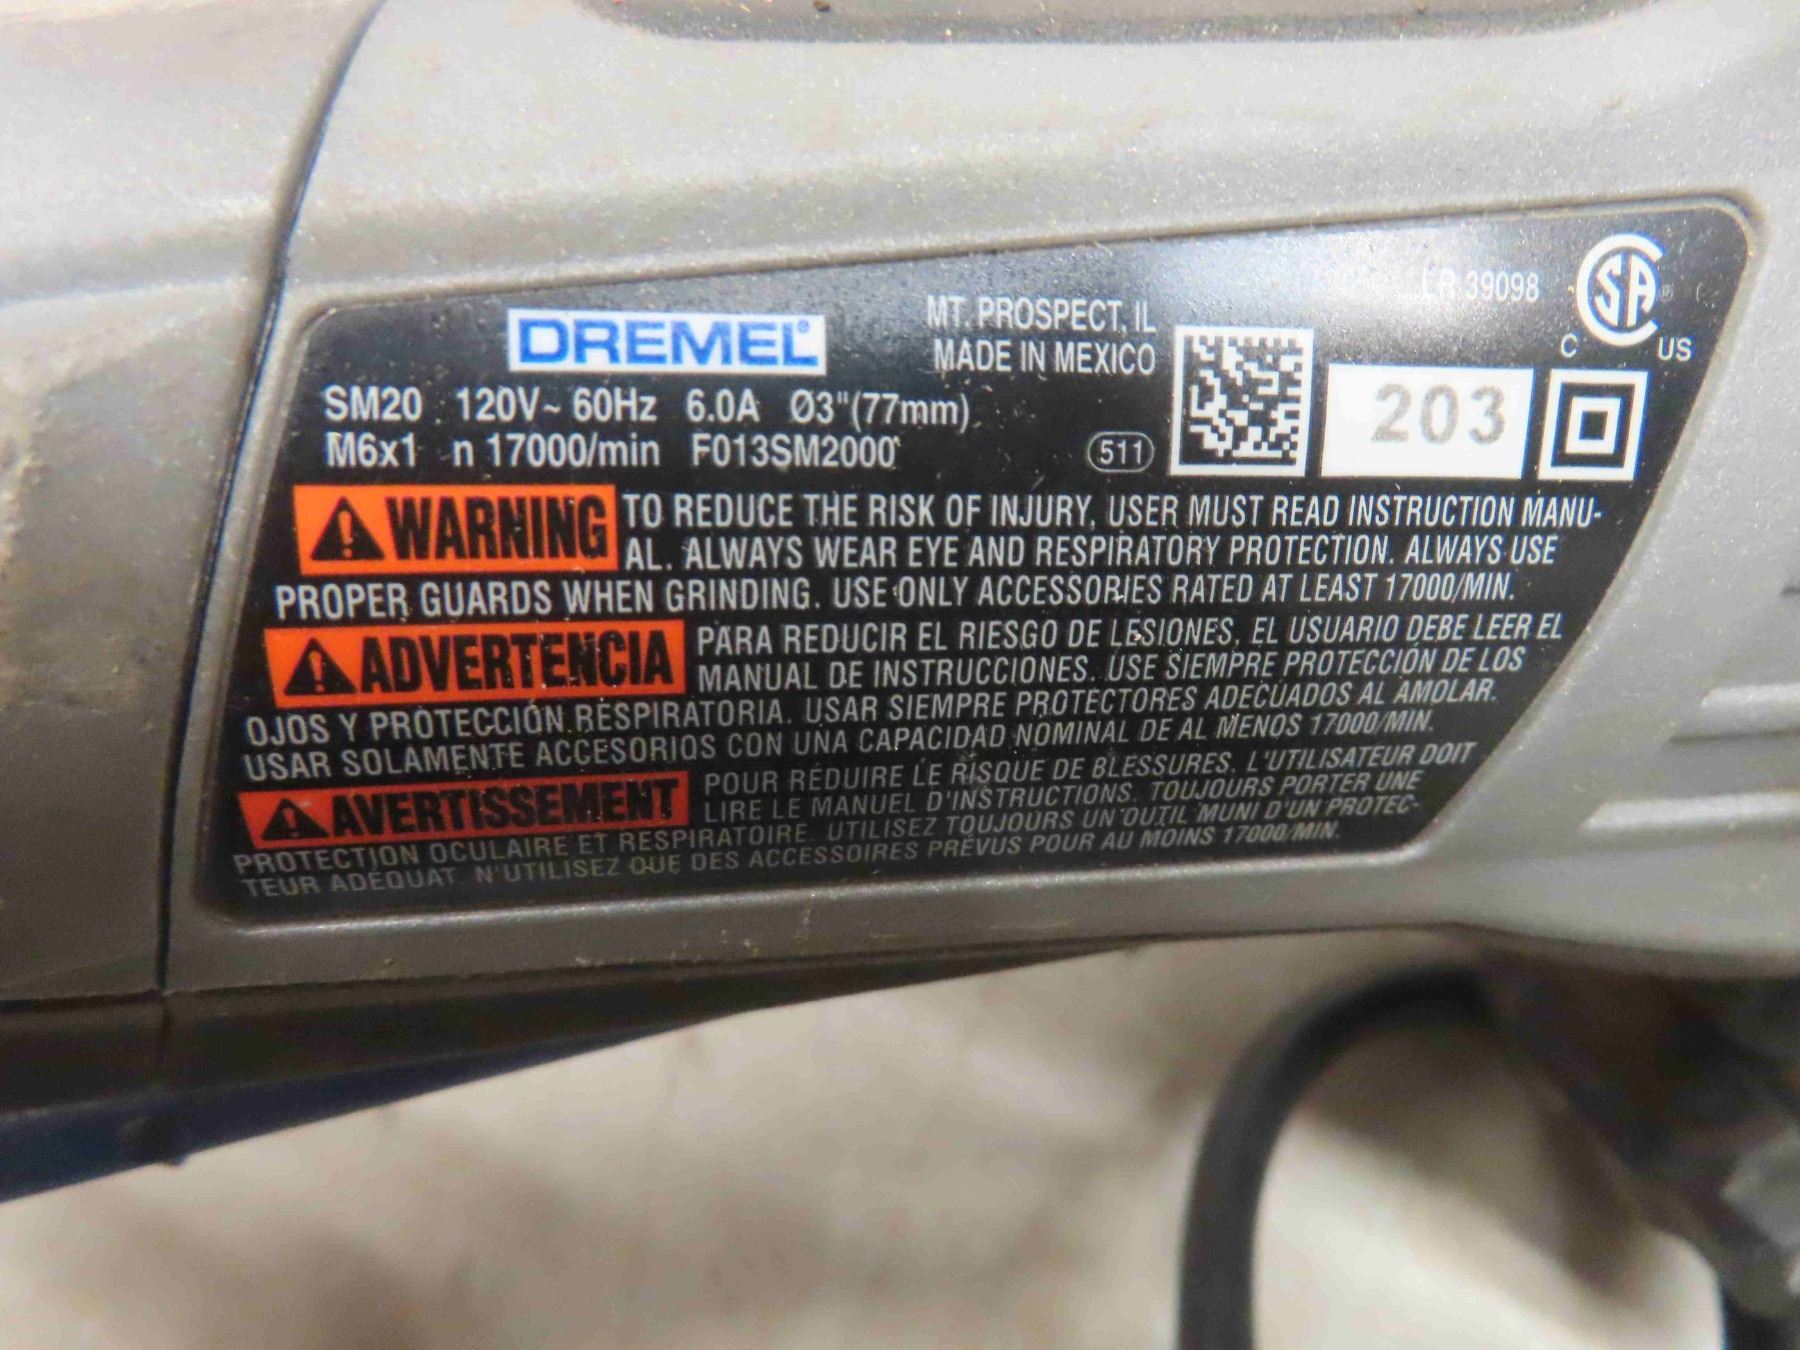 DREMEL®
MT. PROSPECT, IL
MADE IN MEXICO
LR 39098
CSA®
C US
SM20 120V~ 60Hz 6.0A Ø3"(77mm)
M6x1 n 17000/min F013SM2000
511
203
WARNING TO REDUCE THE RISK OF INJURY, USER MUST READ INSTRUCTION MANU-
AL. ALWAYS WEAR EYE AND RESPIRATORY PROTECTION. ALWAYS USE
PROPER GUARDS WHEN GRINDING. USE ONLY ACCESSORIES RATED AT LEAST 17000/MIN.
ADVERTENCIA PARA REDUCIR EL RIESGO DE LESIONES, EL USUARIO DEBE LEER EL
MANUAL DE INSTRUCCIONES. USE SIEMPRE PROTECCIÓN DE LOS
OJOS Y PROTECCIÓN RESPIRATORIA. USAR SIEMPRE PROTECTORES ADECUADOS AL AMOLAR.
USAR SOLAMENTE ACCESORIOS CON UNA CAPACIDAD NOMINAL DE AL MENOS 17000/MIN.
AVERTISSEMENT POUR RÉDUIRE LE RISQUE DE BLESSURES, L'UTILISATEUR DOIT
LIRE LE MANUEL D'INSTRUCTIONS. TOUJOURS PORTER UNE
PROTECTION OCULAIRE ET RESPIRATOIRE. UTILISEZ TOUJOURS UN OUTIL MUNI D'UN PROTEC-
TEUR ADÉQUAT N'UTILISEZ QUE DES ACCESSOIRES PRÉVUS POUR AU MOINS 17000/MIN.